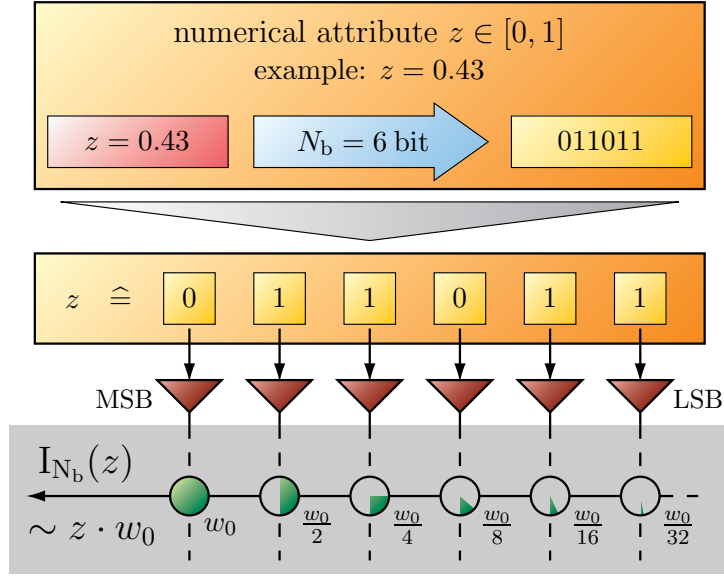 numerical attribute z ∈ [0, 1]
example: z = 0.43
z = 0.43 N_b = 6 bit 011011
z ≙ 0 1 1 0 1 1
MSB LSB
I_{N_b}(z)
∼ z · w_0
w_0 w_0/2 w_0/4 w_0/8 w_0/16 w_0/32